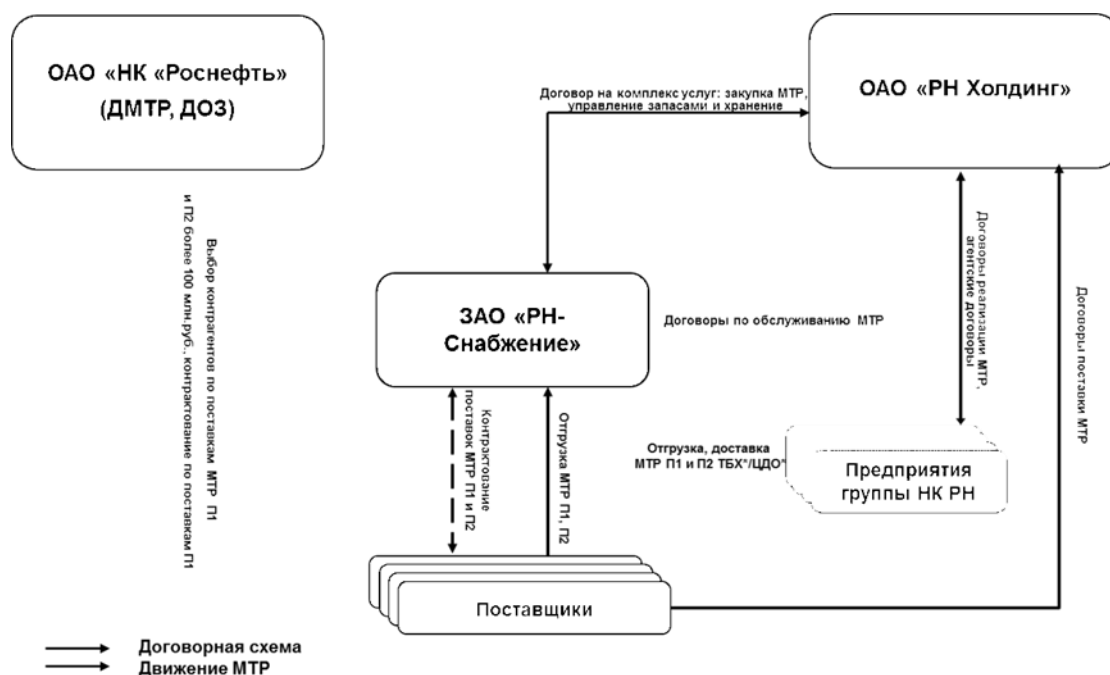 ОАО «НК «Роснефть»
(ДМТР, ДОЗ)
Договор на комплекс услуг: закупка МТР,
управление запасами и хранение
ОАО «РН Холдинг»
Выбор контрагентов по поставкам МТР П1
и П2 более 100 млн.руб., контрактование по поставкам П1
ЗАО «РН-
Снабжение»
Договоры по обслуживанию МТР
Договоры реализации МТР,
агентские договоры
Договоры поставки МТР
Контрактование
поставок МТР П1 и П2
Отгрузка МТР П1, П2
Отгрузка, доставка
МТР П1 и П2 ТБХ*/ЦДО*
Предприятия
группы НК РН
Поставщики
Договорная схема
Движение МТР